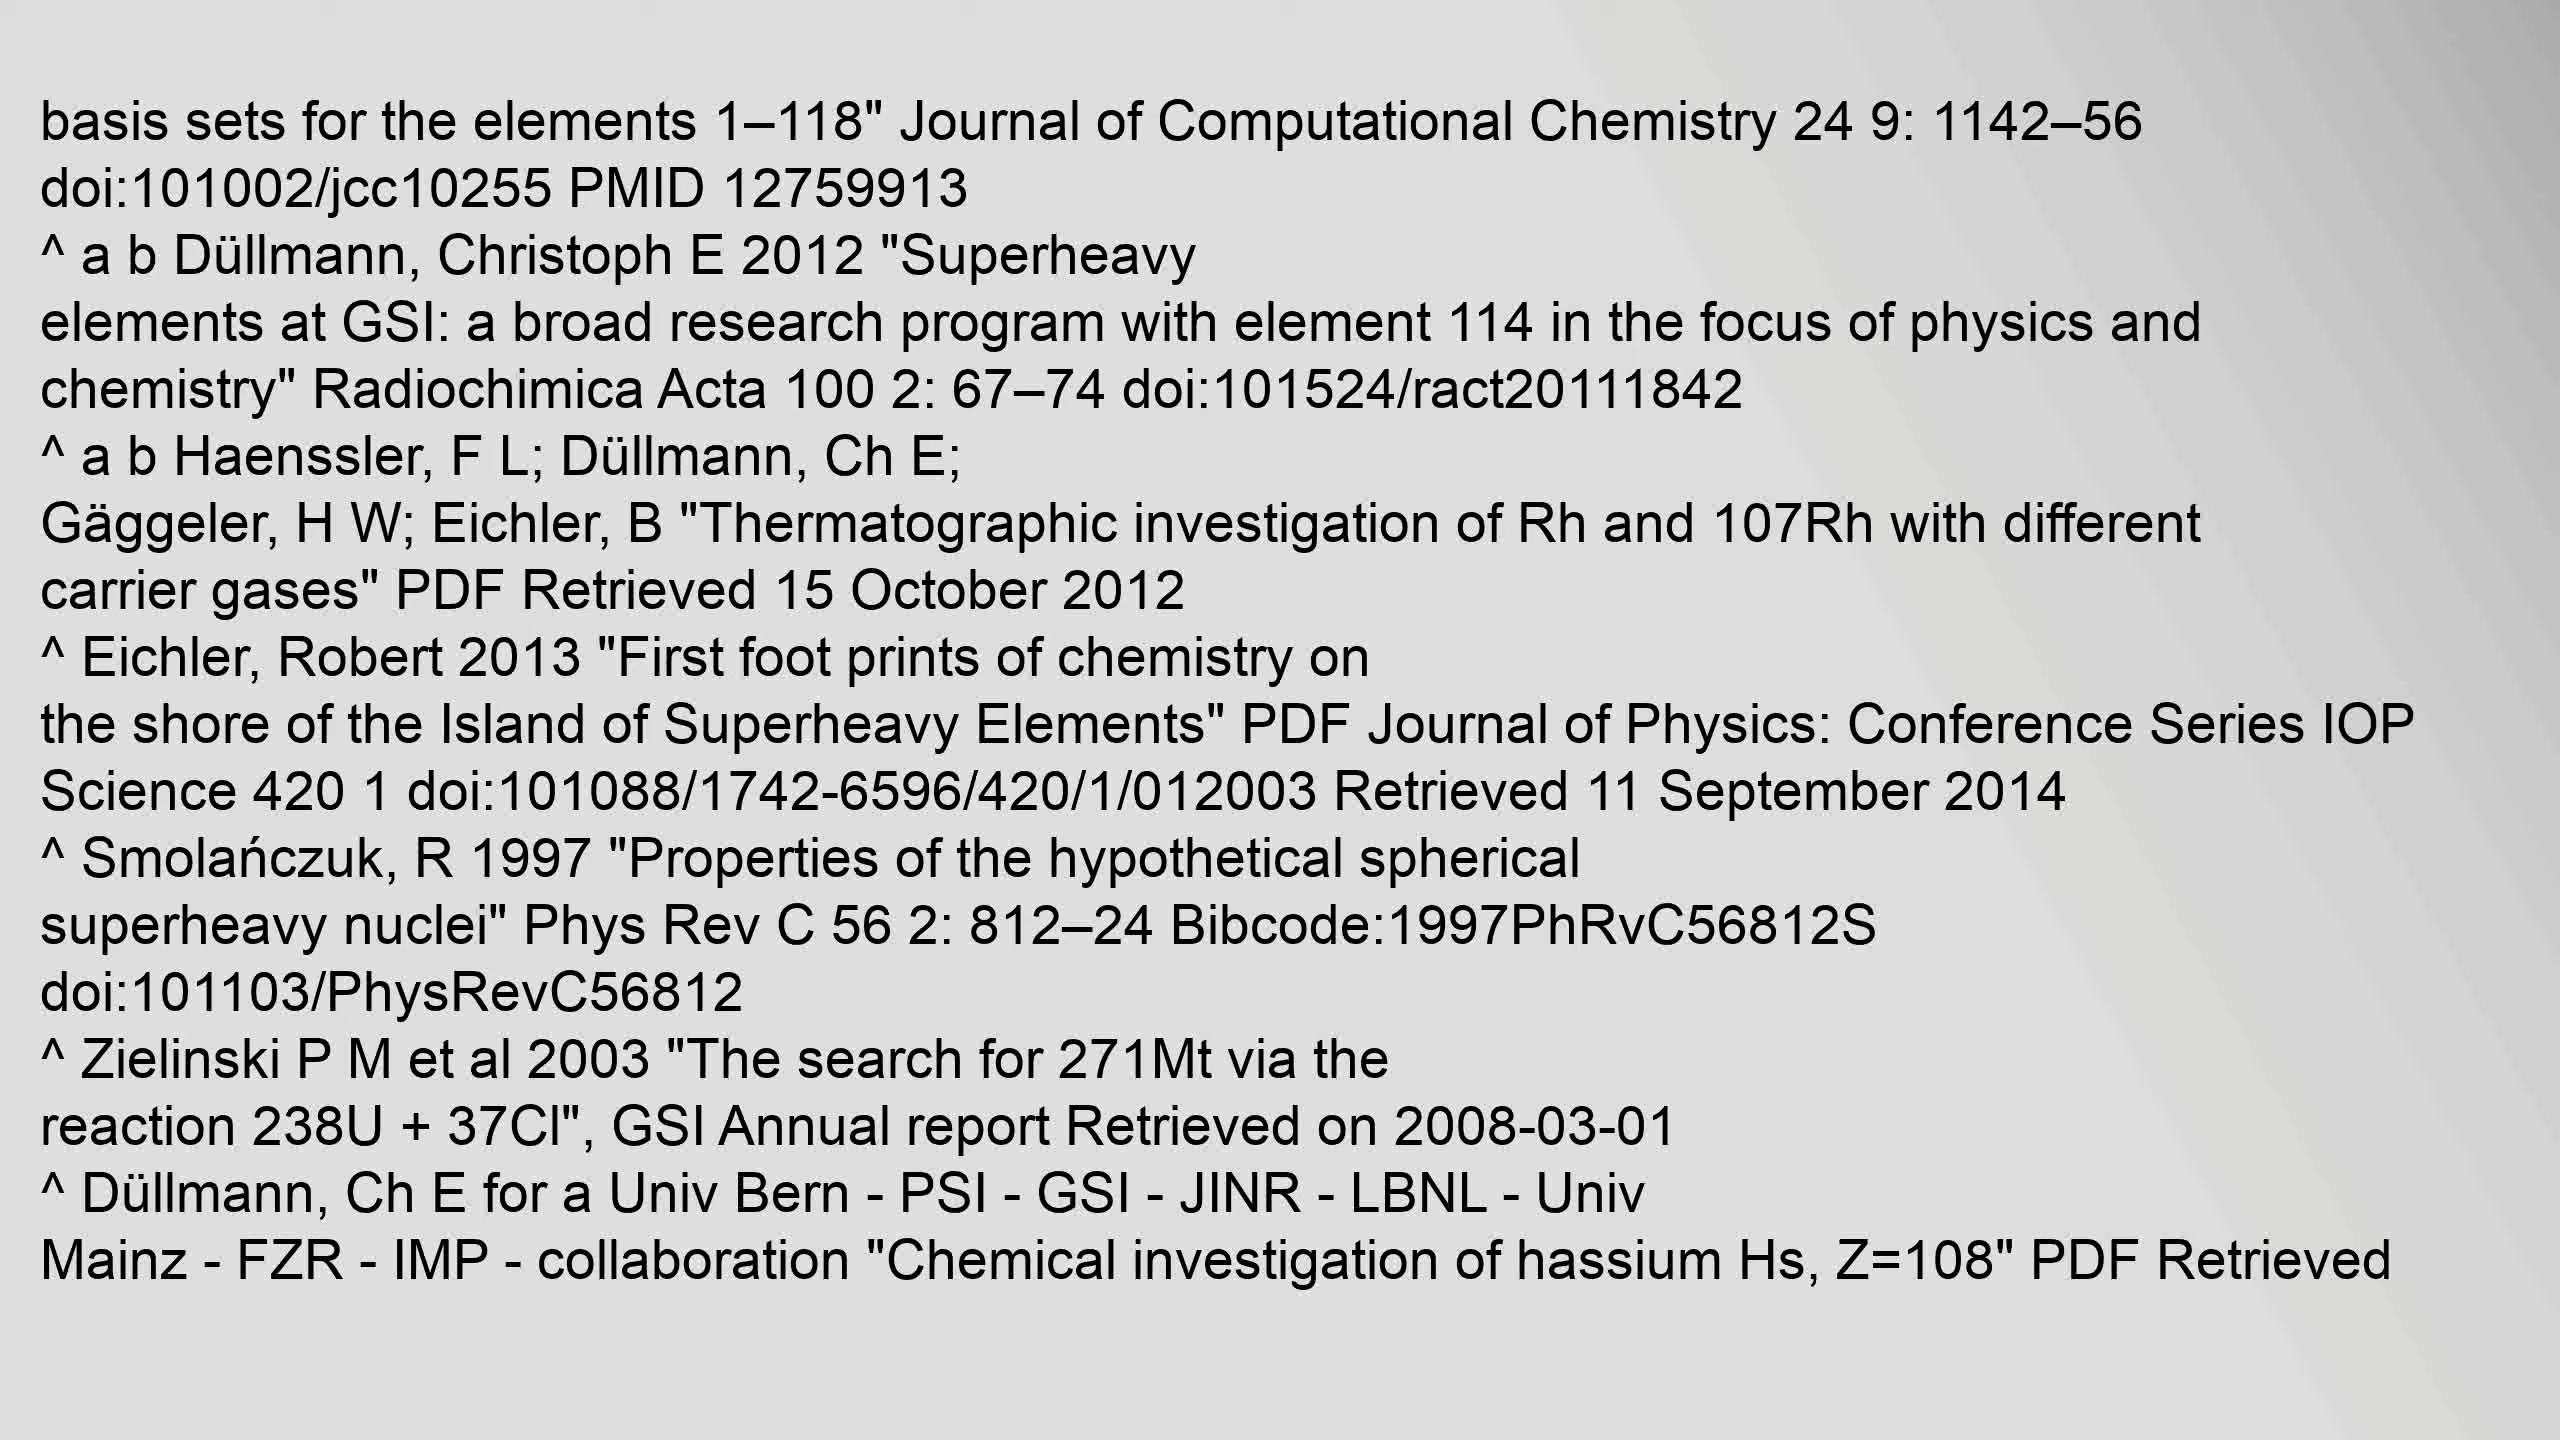 basis sets for the elements 1–118" Journal of Computational Chemistry 24 9: 1142–56
doi:101002/jcc10255 PMID 12759913
^ a b Düllmann, Christoph E 2012 "Superheavy
elements at GSI: a broad research program with element 114 in the focus of physics and
chemistry" Radiochimica Acta 100 2: 67–74 doi:101524/ract20111842
^ a b Haenssler, F L; Düllmann, Ch E;
Gäggeler, H W; Eichler, B "Thermatographic investigation of Rh and 107Rh with different
carrier gases" PDF Retrieved 15 October 2012
^ Eichler, Robert 2013 "First foot prints of chemistry on
the shore of the Island of Superheavy Elements" PDF Journal of Physics: Conference Series IOP
Science 420 1 doi:101088/1742-6596/420/1/012003 Retrieved 11 September 2014
^ Smolańczuk, R 1997 "Properties of the hypothetical spherical
superheavy nuclei" Phys Rev C 56 2: 812–24 Bibcode:1997PhRvC56812S
doi:101103/PhysRevC56812
^ Zielinski P M et al 2003 "The search for 271Mt via the
reaction 238U + 37Cl", GSI Annual report Retrieved on 2008-03-01
^ Düllmann, Ch E for a Univ Bern - PSI - GSI - JINR - LBNL - Univ
Mainz - FZR - IMP - collaboration "Chemical investigation of hassium Hs, Z=108" PDF Retrieved